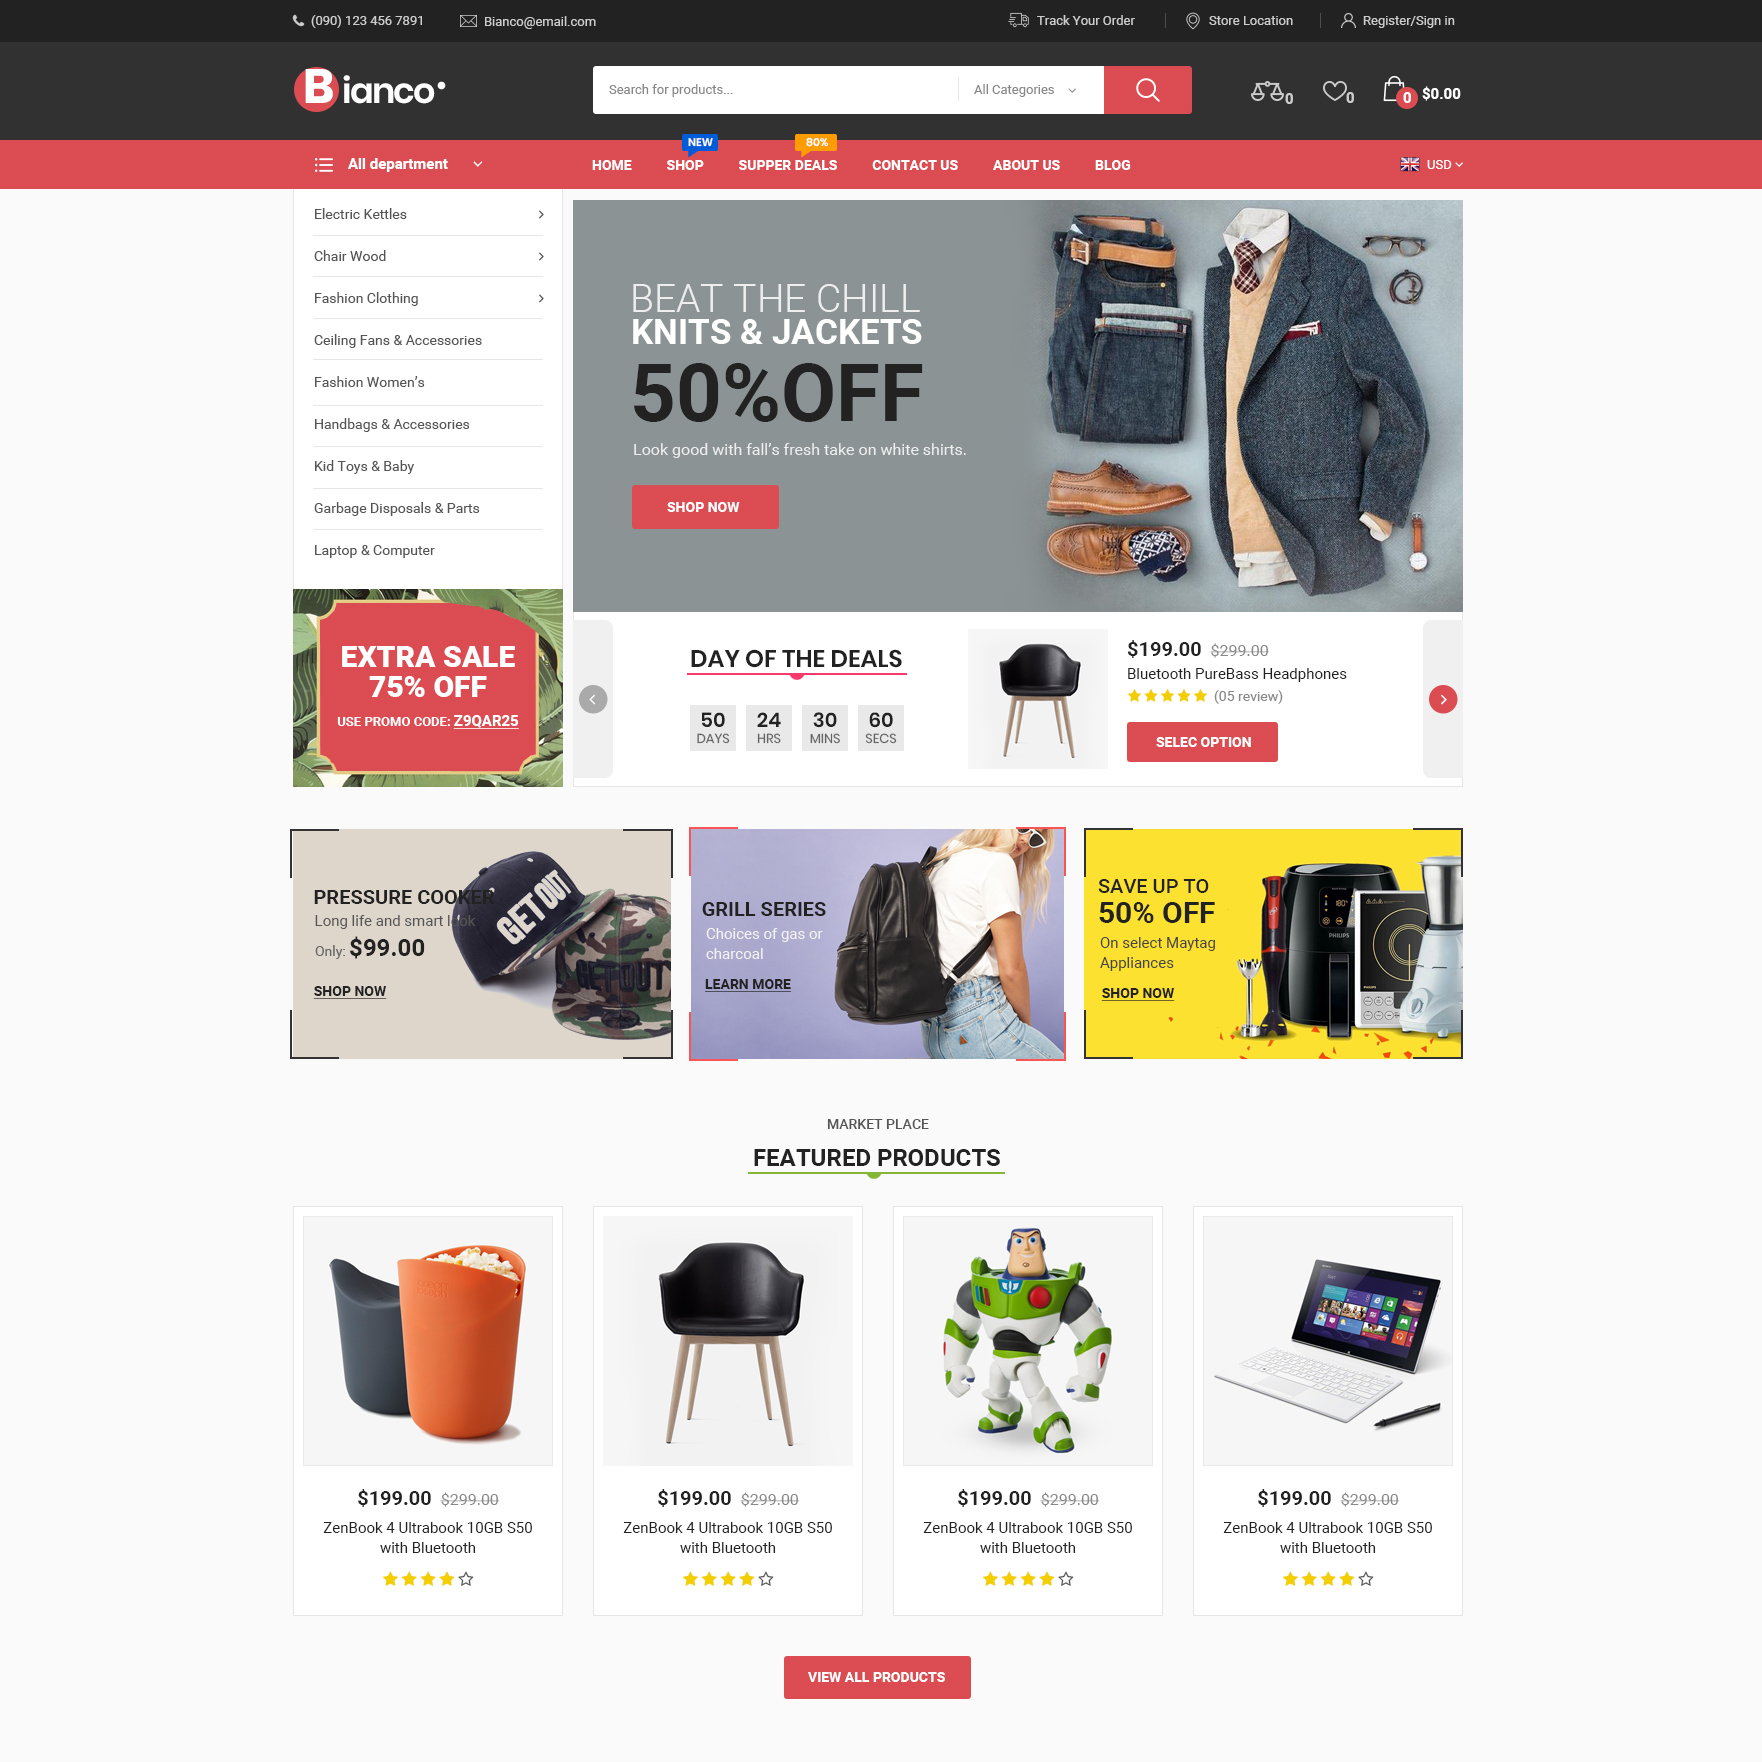 (090) 123 456 7891
Bianco@email.com
Track Your Order
Store Location
Register/Sign in
Bianco
Search for products...
All Categories
0
0
0
$0.00
NEW
80%
All department
HOME
SHOP
SUPPER DEALS
CONTACT US
ABOUT US
BLOG
USD
Electric Kettles
Chair Wood
Fashion Clothing
Ceiling Fans & Accessories
Fashion Women’s
Handbags & Accessories
Kid Toys & Baby
Garbage Disposals & Parts
Laptop & Computer
BEAT THE CHILL
KNITS & JACKETS
50%OFF
Look good with fall’s fresh take on white shirts.
SHOP NOW
EXTRA SALE
75% OFF
USE PROMO CODE: Z9QAR25
DAY OF THE DEALS
50
DAYS
24
HRS
30
MINS
60
SECS
$199.00 $299.00
Bluetooth PureBass Headphones
(05 review)
SELEC OPTION
PRESSURE COOKER
Long life and smart look
Only: $99.00
SHOP NOW
GET OUT
GET OUT
GRILL SERIES
Choices of gas or
charcoal
LEARN MORE
SAVE UP TO
50% OFF
On select Maytag
Appliances
SHOP NOW
180°
PHILIPS
PHILIPS
MARKET PLACE
FEATURED PRODUCTS
joseph
joseph
$199.00 $299.00
ZenBook 4 Ultrabook 10GB S50
with Bluetooth
$199.00 $299.00
ZenBook 4 Ultrabook 10GB S50
with Bluetooth
$199.00 $299.00
ZenBook 4 Ultrabook 10GB S50
with Bluetooth
Start
$199.00 $299.00
ZenBook 4 Ultrabook 10GB S50
with Bluetooth
VIEW ALL PRODUCTS